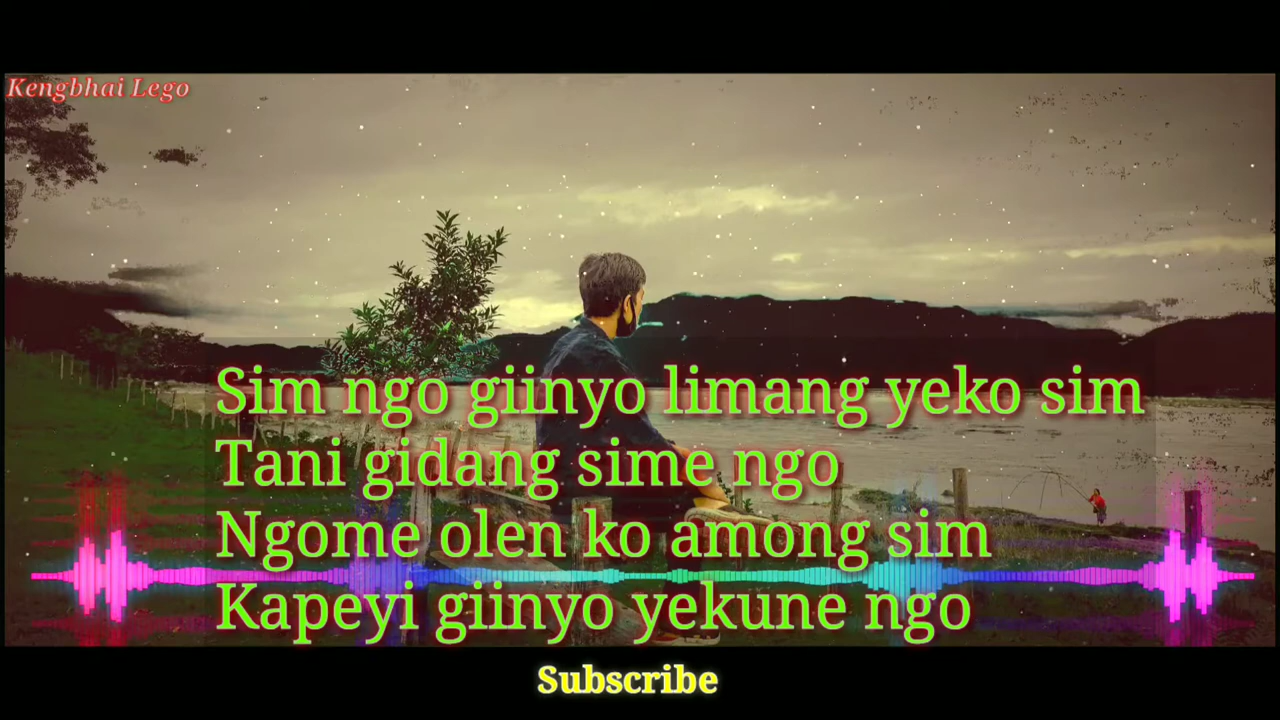 Kengbhai Lego
Sim ngo giinyo limang yeko sim
Tani gidang sime ngo
Ngome olen ko among sim
Kapeyi giinyo yekune ngo
Subscribe